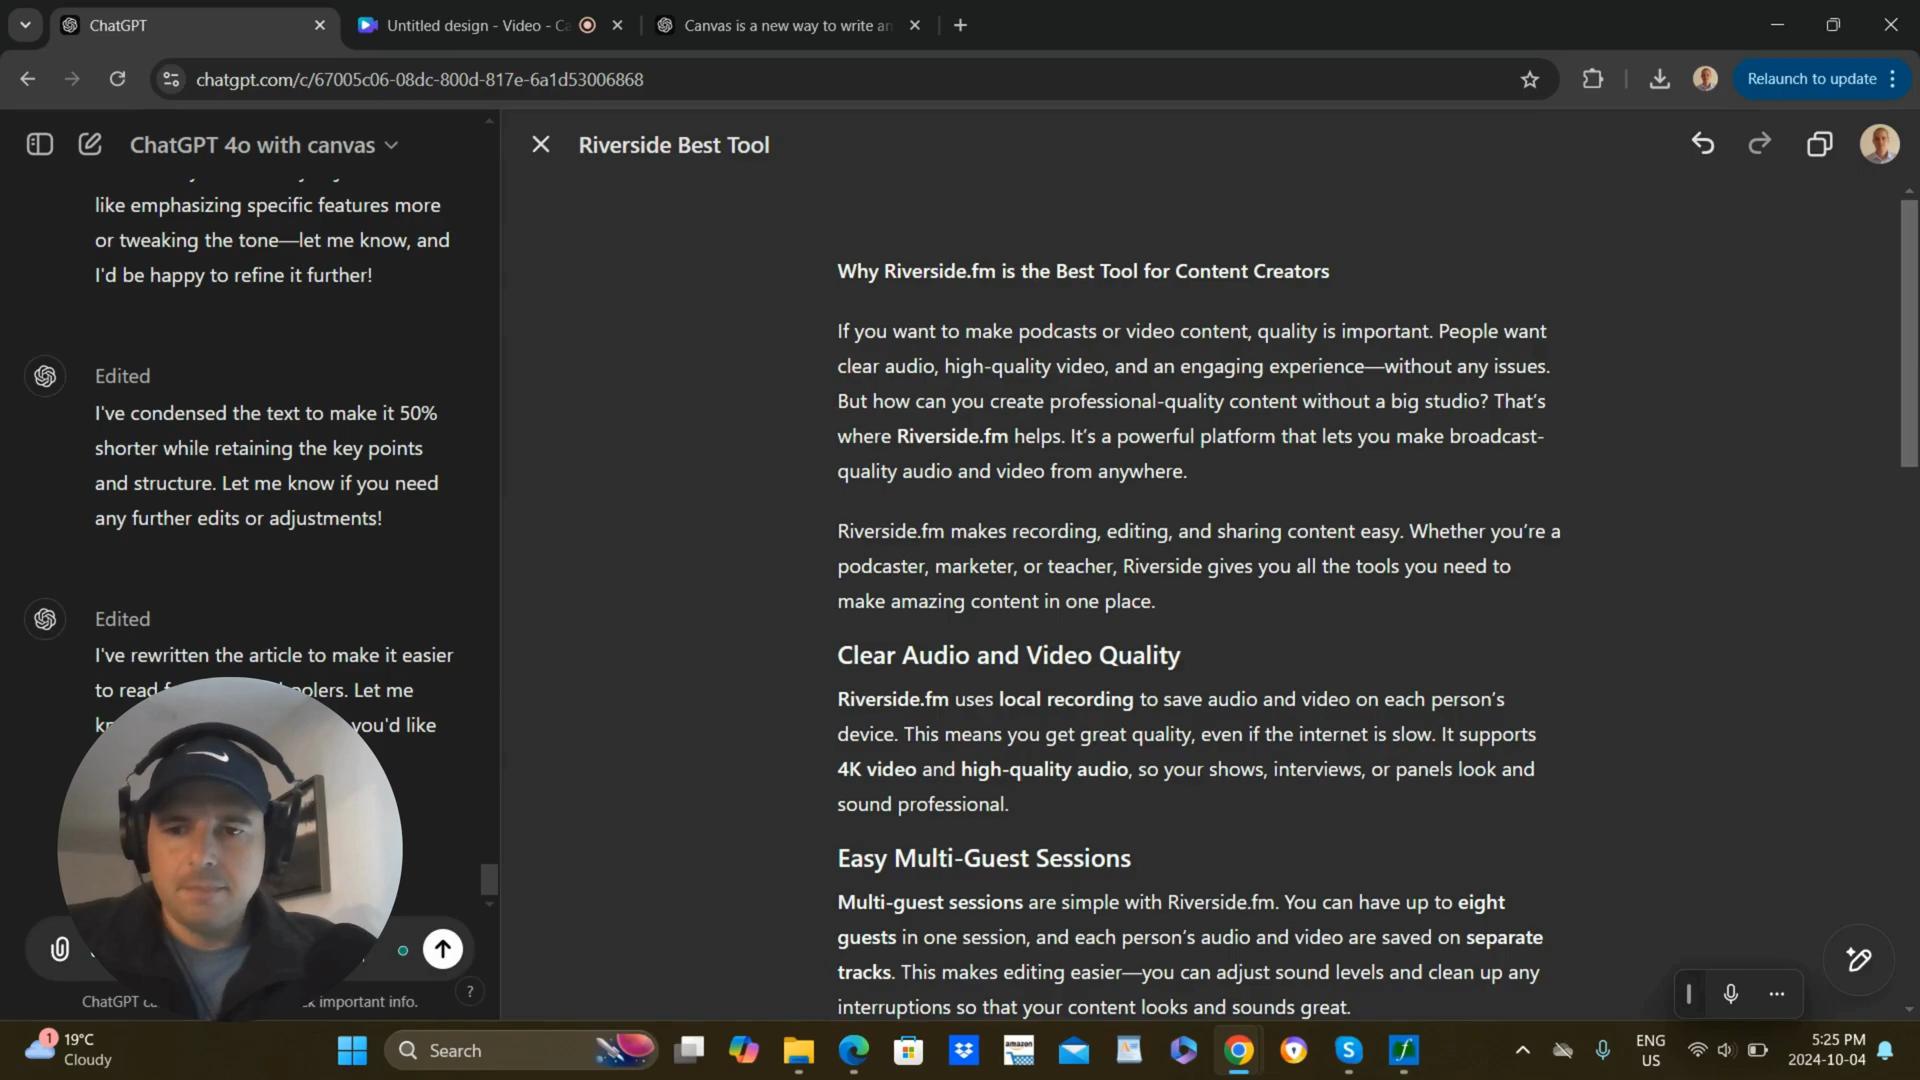 ChatGPT
Untitled design - Video - Ca
Canvas is a new way to write an
chatgpt.com/c/67005c06-08dc-800d-817e-6a1d53006868
Relaunch to update
ChatGPT 4o with canvas
like emphasizing specific features more
or tweaking the tone—let me know, and
I'd be happy to refine it further!
Edited
I've condensed the text to make it 50%
shorter while retaining the key points
and structure. Let me know if you need
any further edits or adjustments!
Edited
I've rewritten the article to make it easier
to read Let me
you'd like
ChatGPT important info.
?
Riverside Best Tool
Why Riverside.fm is the Best Tool for Content Creators
If you want to make podcasts or video content, quality is important. People want
clear audio, high-quality video, and an engaging experience—without any issues.
But how can you create professional-quality content without a big studio? That's
where Riverside.fm helps. It's a powerful platform that lets you make broadcast-
quality audio and video from anywhere.
Riverside.fm makes recording, editing, and sharing content easy. Whether you're a
podcaster, marketer, or teacher, Riverside gives you all the tools you need to
make amazing content in one place.
Clear Audio and Video Quality
Riverside.fm uses local recording to save audio and video on each person's
device. This means you get great quality, even if the internet is slow. It supports
4K video and high-quality audio, so your shows, interviews, or panels look and
sound professional.
Easy Multi-Guest Sessions
Multi-guest sessions are simple with Riverside.fm. You can have up to eight
guests in one session, and each person's audio and video are saved on separate
tracks. This makes editing easier—you can adjust sound levels and clean up any
interruptions so that your content looks and sounds great.
1
19°C
Cloudy
Search
amazon
ENG
US
5:25 PM
2024-10-04